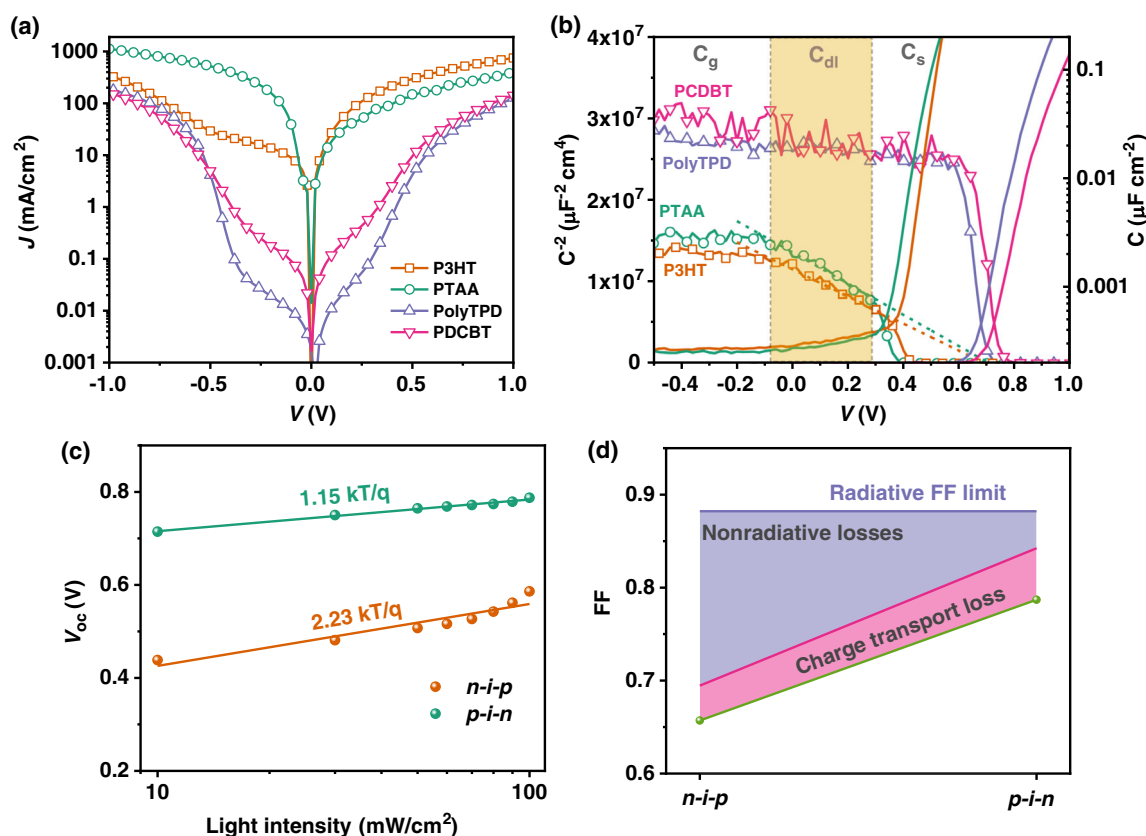 (a)
1000
100
10
1
0.1
0.01
0.001
J (mA/cm²)
P3HT
PTAA
PolyTPD
PDCBT
-1.0 -0.5 0.0 0.5 1.0
V (V)
(b)
4x10⁷
3x10⁷
2x10⁷
1x10⁷
0
C⁻² (μF⁻² cm⁴)
Cg Cdl Cs
PCDBT
PolyTPD
PTAA
P3HT
0.1
0.01
0.001
C (μF cm⁻²)
-0.4 -0.2 0.0 0.2 0.4 0.6 0.8 1.0
V (V)
(c)
0.8
0.6
0.4
0.2
Voc (V)
1.15 kT/q
2.23 kT/q
n-i-p
p-i-n
10 100
Light intensity (mW/cm²)
(d)
0.9
0.8
0.7
0.6
FF
Radiative FF limit
Nonradiative losses
Charge transport loss
n-i-p p-i-n